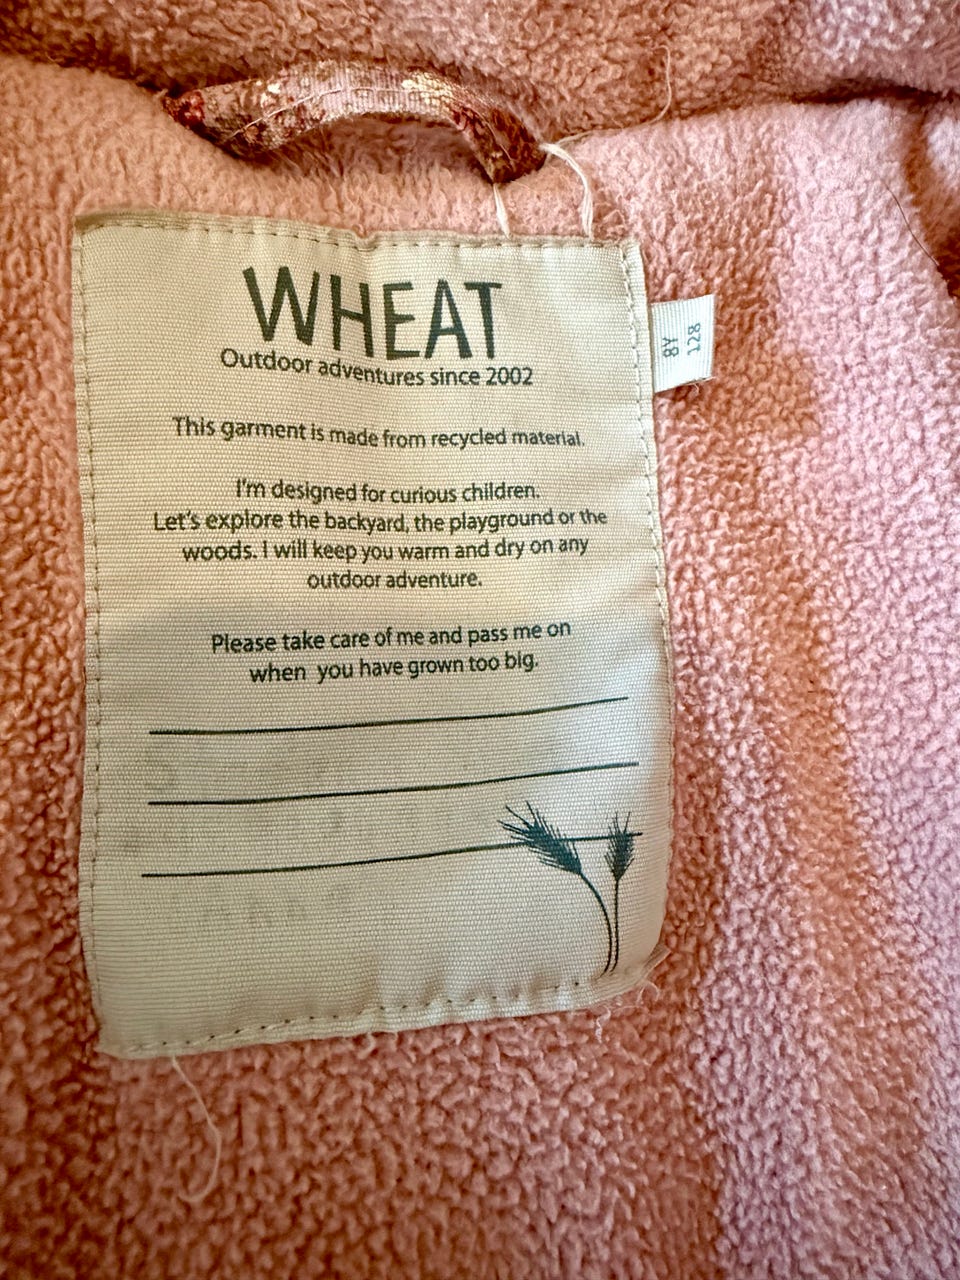 WHEAT
Outdoor adventures since 2002
This garment is made from recycled material.
I'm designed for curious children.
Let's explore the backyard, the playground or the
woods. I will keep you warm and dry on any
outdoor adventure.
Please take care of me and pass me on
when you have grown too big.
8Y
128